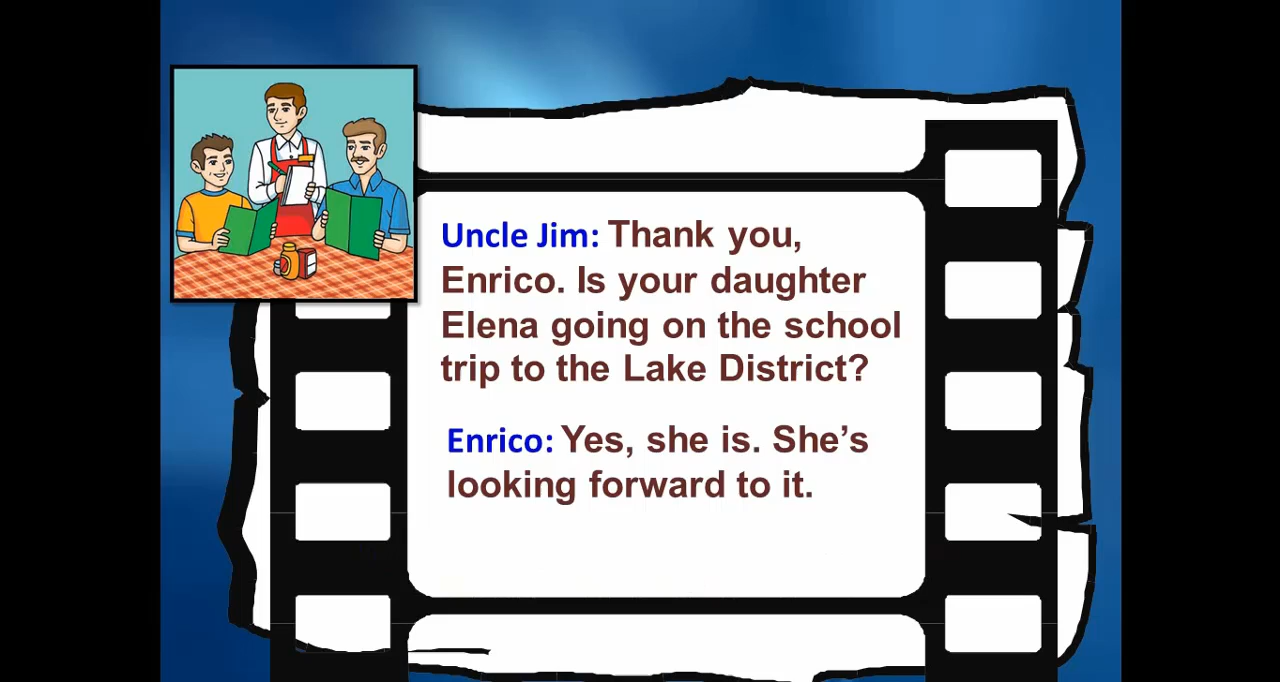 Uncle Jim: Thank you,
Enrico. Is your daughter
Elena going on the school
trip to the Lake District?
Enrico: Yes, she is. She’s
looking forward to it.